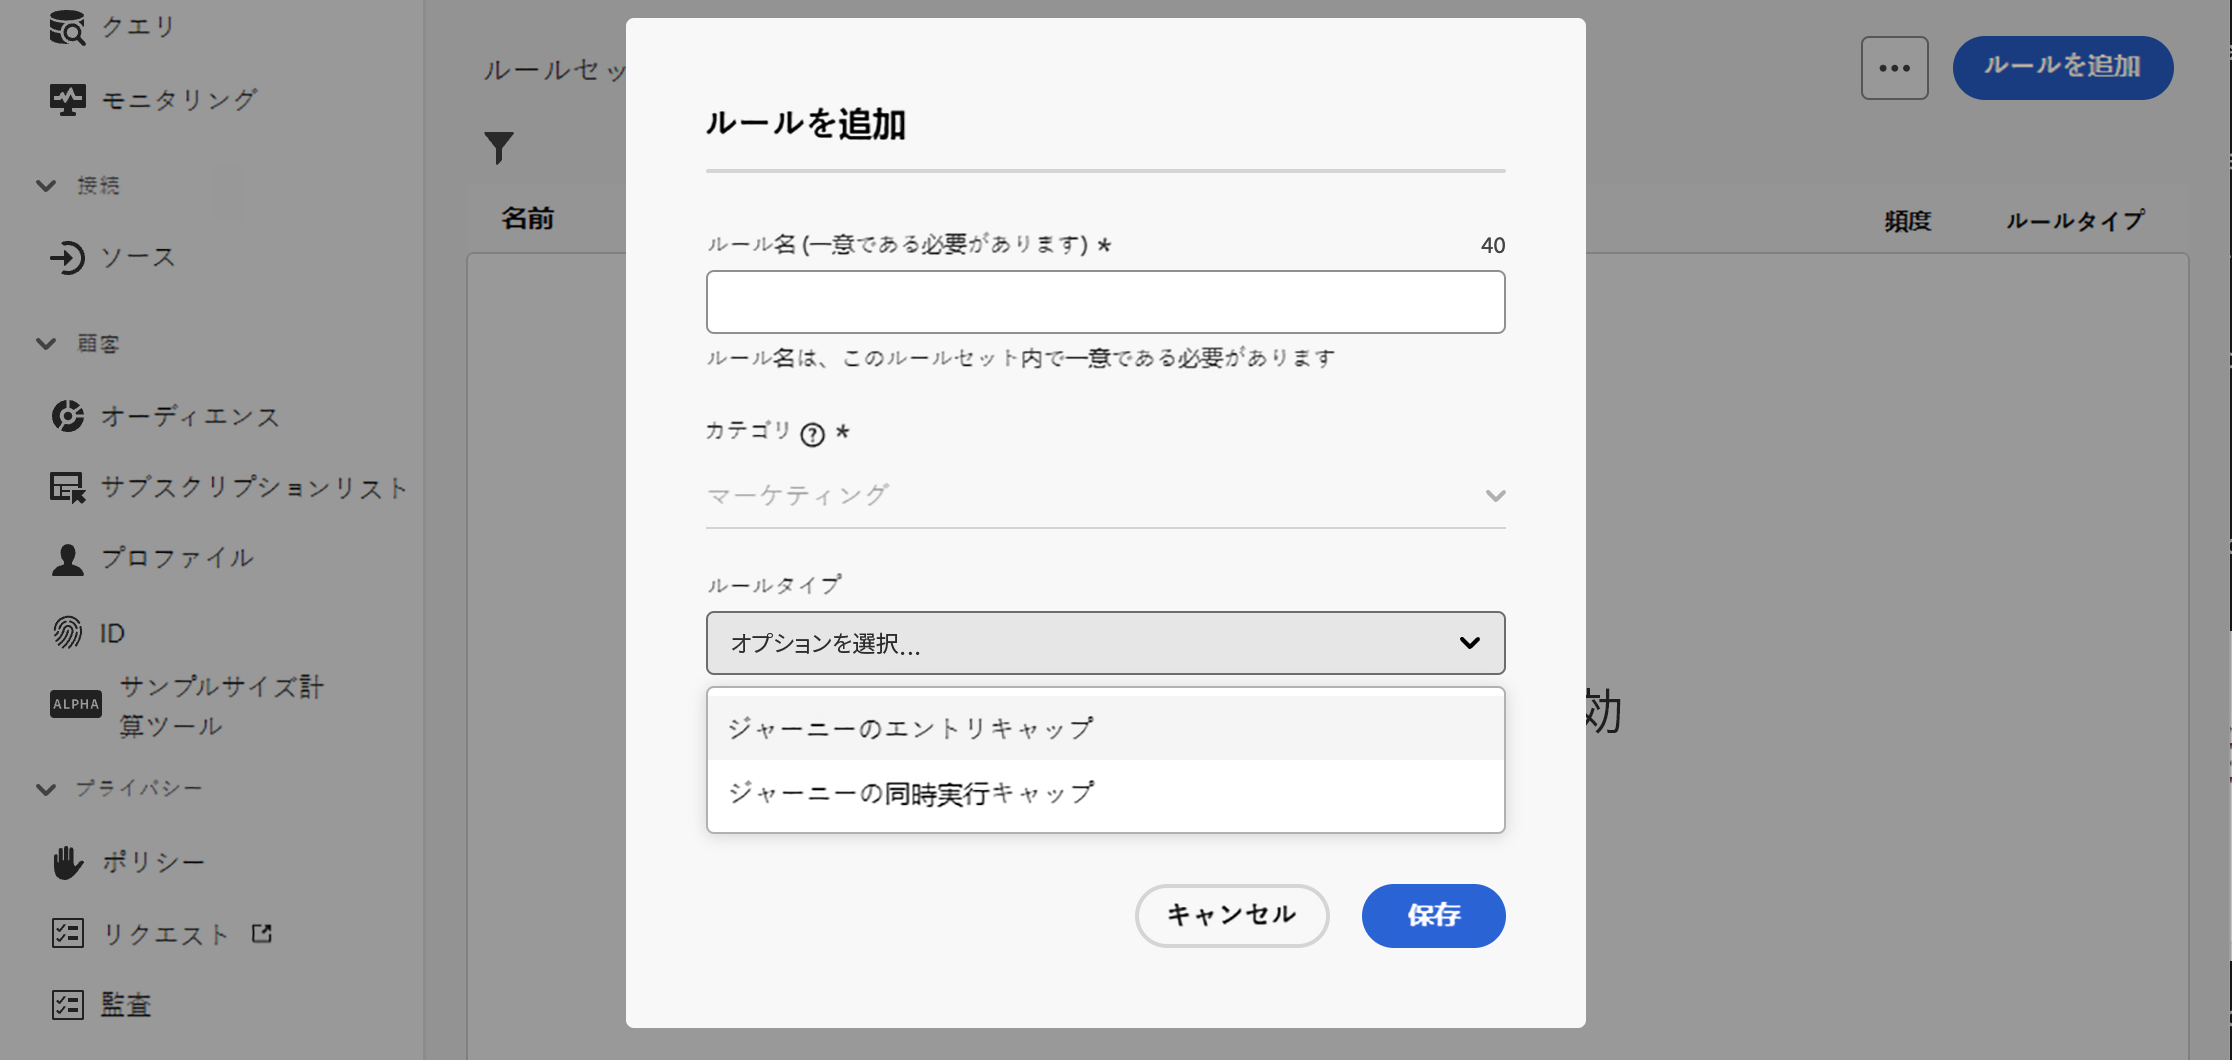 クエリ
モニタリング
接続
ソース
顧客
オーディエンス
サブスクリプションリスト
プロファイル
ID
ALPHA サンプルサイズ計
算ツール
プライバシー
ポリシー
リクエスト
監査
ルールセッ
ルールを追加
名前
頻度 ルールタイプ
効
ルールを追加
ルール名 (一意である必要があります) * 40
ルール名は、このルールセット内で一意である必要があります
カテゴリ ? *
マーケティング
ルールタイプ
オプションを選択...
ジャーニーのエントリキャップ
ジャーニーの同時実行キャップ
キャンセル 保存